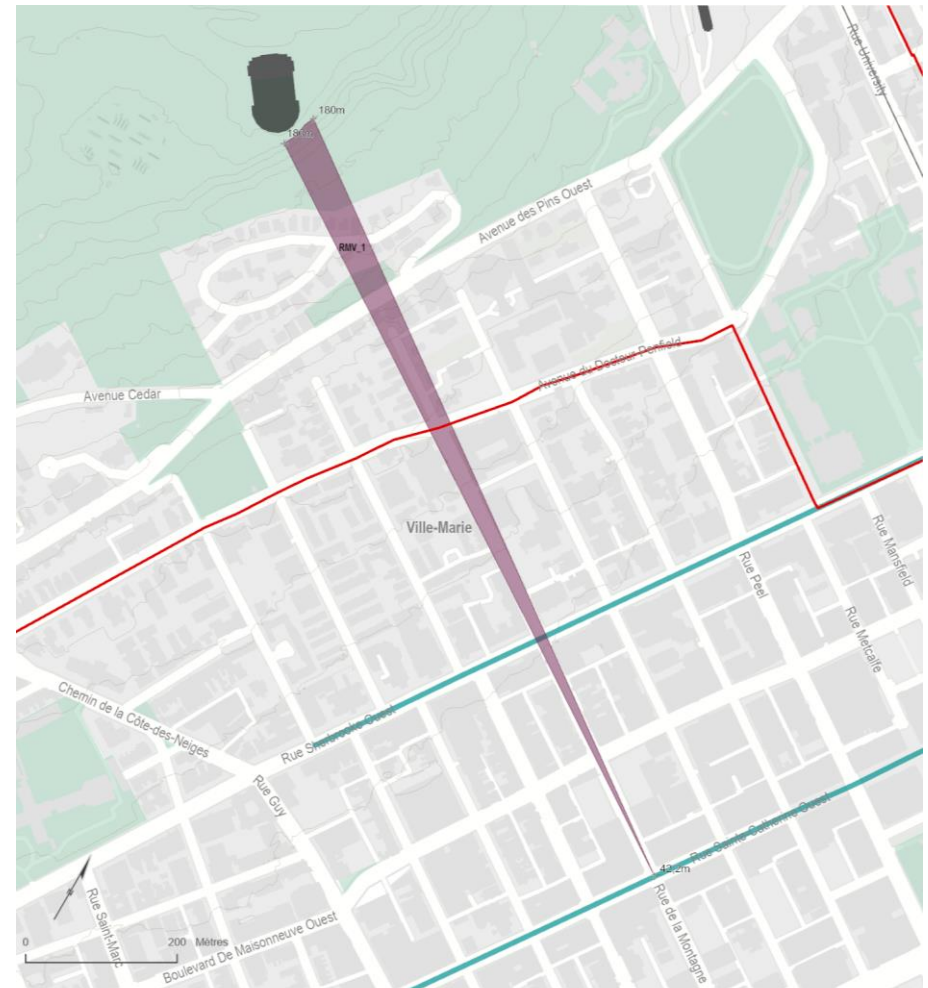 Rue University
180m
180m
Avenue des Pins Ouest
RMV_1
Avenue du Docteur Penfield
Avenue Cedar
Ville-Marie
Rue Mansfield
Rue Peel
Rue Metcalfe
Chemin de la Côte-des-Neiges
Rue Sherbrooke Ouest
Rue Guy
Rue Sainte-Catherine Ouest
42,2m
Rue de la Montagne
Rue Saint-Marc
N
0 200 Mètres
Boulevard De Maisonneuve Ouest